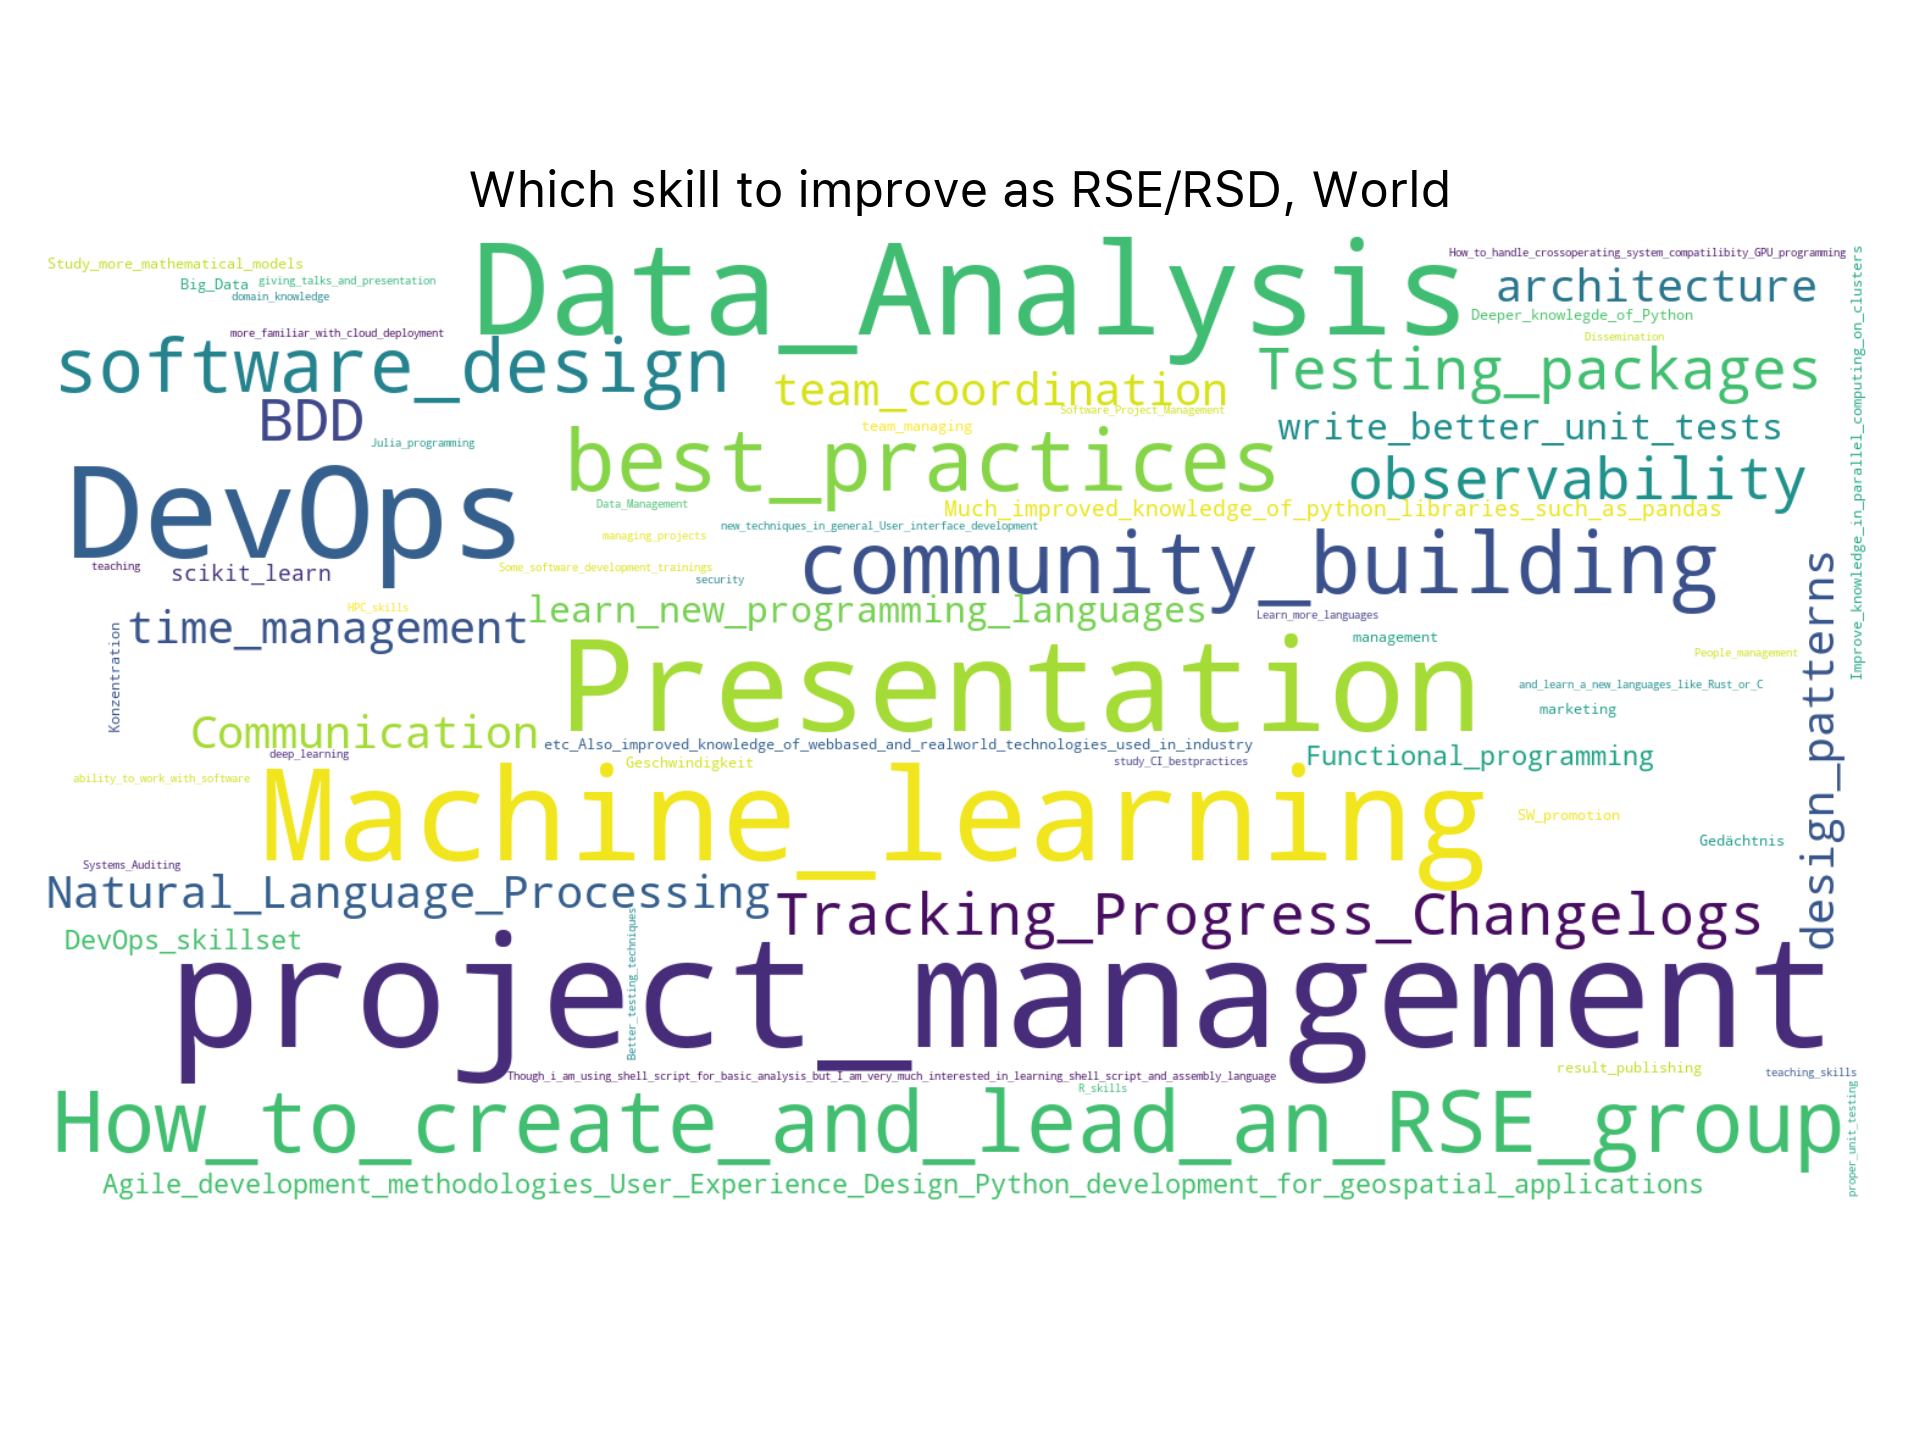 Which skill to improve as RSE/RSD, World
Data_Analysis
How_to_handle_crossoperating_system_compatilibity_GPU_programming
Study_more_mathematical_models
Big_Data
giving_talks_and_presentation
domain_knowledge
architecture
Deeper_knowlegde_of_Python
Improve_knowledge_in_parallel_computing_on_clusters
more_familiar_with_cloud_deployment
Dissemination
software_design
team_coordination
Testing_packages
BDD
Software_Project_Management
team_managing
write_better_unit_tests
Julia_programming
best_practices
observability
DevOps
Data_Management
Much_improved_knowledge_of_python_libraries_such_as_pandas
new_techniques_in_general_User_interface_development
managing_projects
community_building
teaching
scikit_learn
Some_software_development_trainings
security
HPC_skills
learn_new_programming_languages
Learn_more_languages
time_management
management
Konzentration
Presentation
People_management
design_patterns
and_learn_a_new_languages_like_Rust_or_C
marketing
Communication
etc_Also_improved_knowledge_of_webbased_and_realworld_technologies_used_in_industry
deep_learning
Geschwindigkeit
study_CI_bestpractices
Functional_programming
ability_to_work_with_software
Machine_learning
SW_promotion
Gedächtnis
Systems_Auditing
Natural_Language_Processing
Tracking_Progress_Changelogs
DevOps_skillset
Better_testing_techniques
project_management
Though_i_am_using_shell_script_for_basic_analysis_but_I_am_very_much_interested_in_learning_shell_script_and_assembly_language
result_publishing
teaching_skills
R_skills
How_to_create_and_lead_an_RSE_group
proper_unit_testing
Agile_development_methodologies_User_Experience_Design_Python_development_for_geospatial_applications